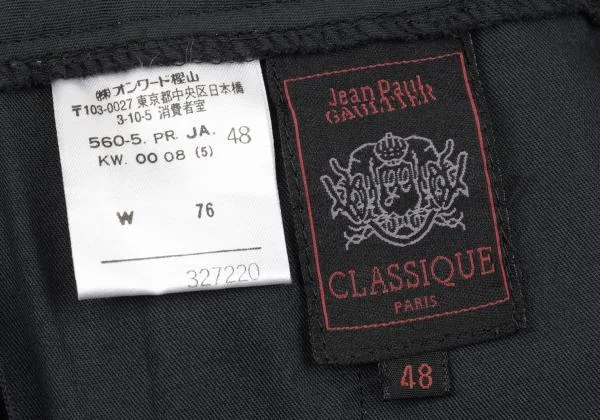 ㈱オンワード樫山
〒103-0027 東京都中央区日本橋
3-10-5 消費者室
560-5. PR. JA. 48
KW. 00 08 (5)
W 76
327220
Jean Paul
GAULTIER
CLASSIQUE
PARIS
48